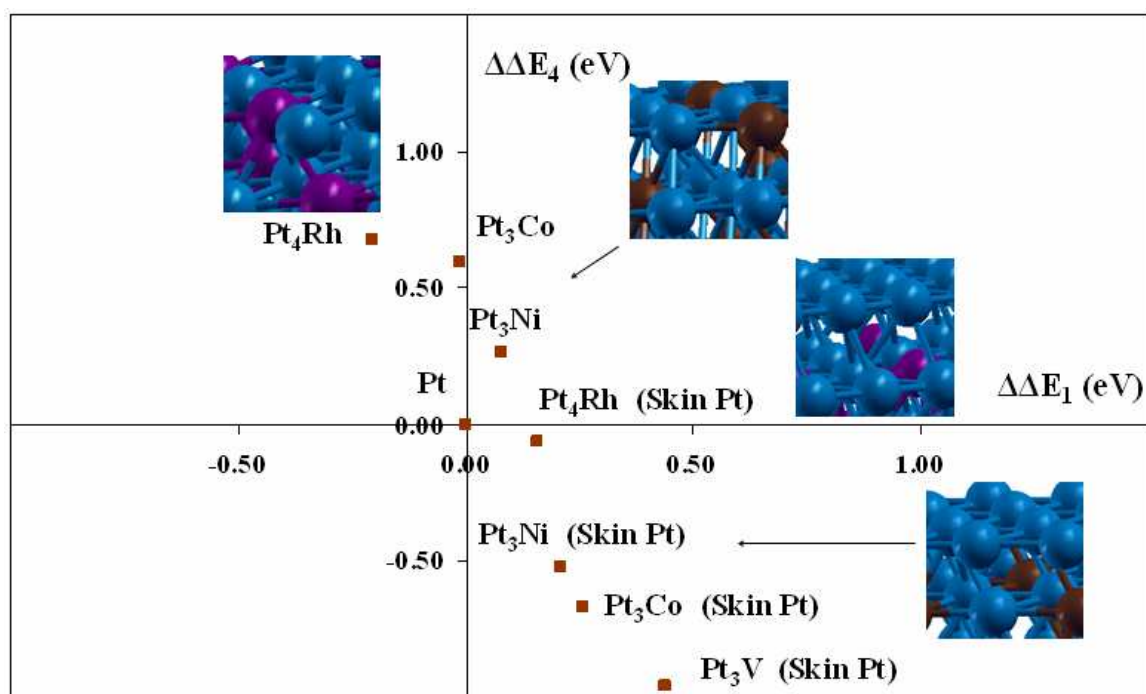 ΔΔE₄ (eV)
1.00
Pt₄Rh
Pt₃Co
0.50
Pt₃Ni
Pt
Pt₄Rh (Skin Pt)
ΔΔE₁ (eV)
0.00
-0.50
0.00
0.50
1.00
Pt₃Ni (Skin Pt)
-0.50
Pt₃Co (Skin Pt)
Pt₃V (Skin Pt)